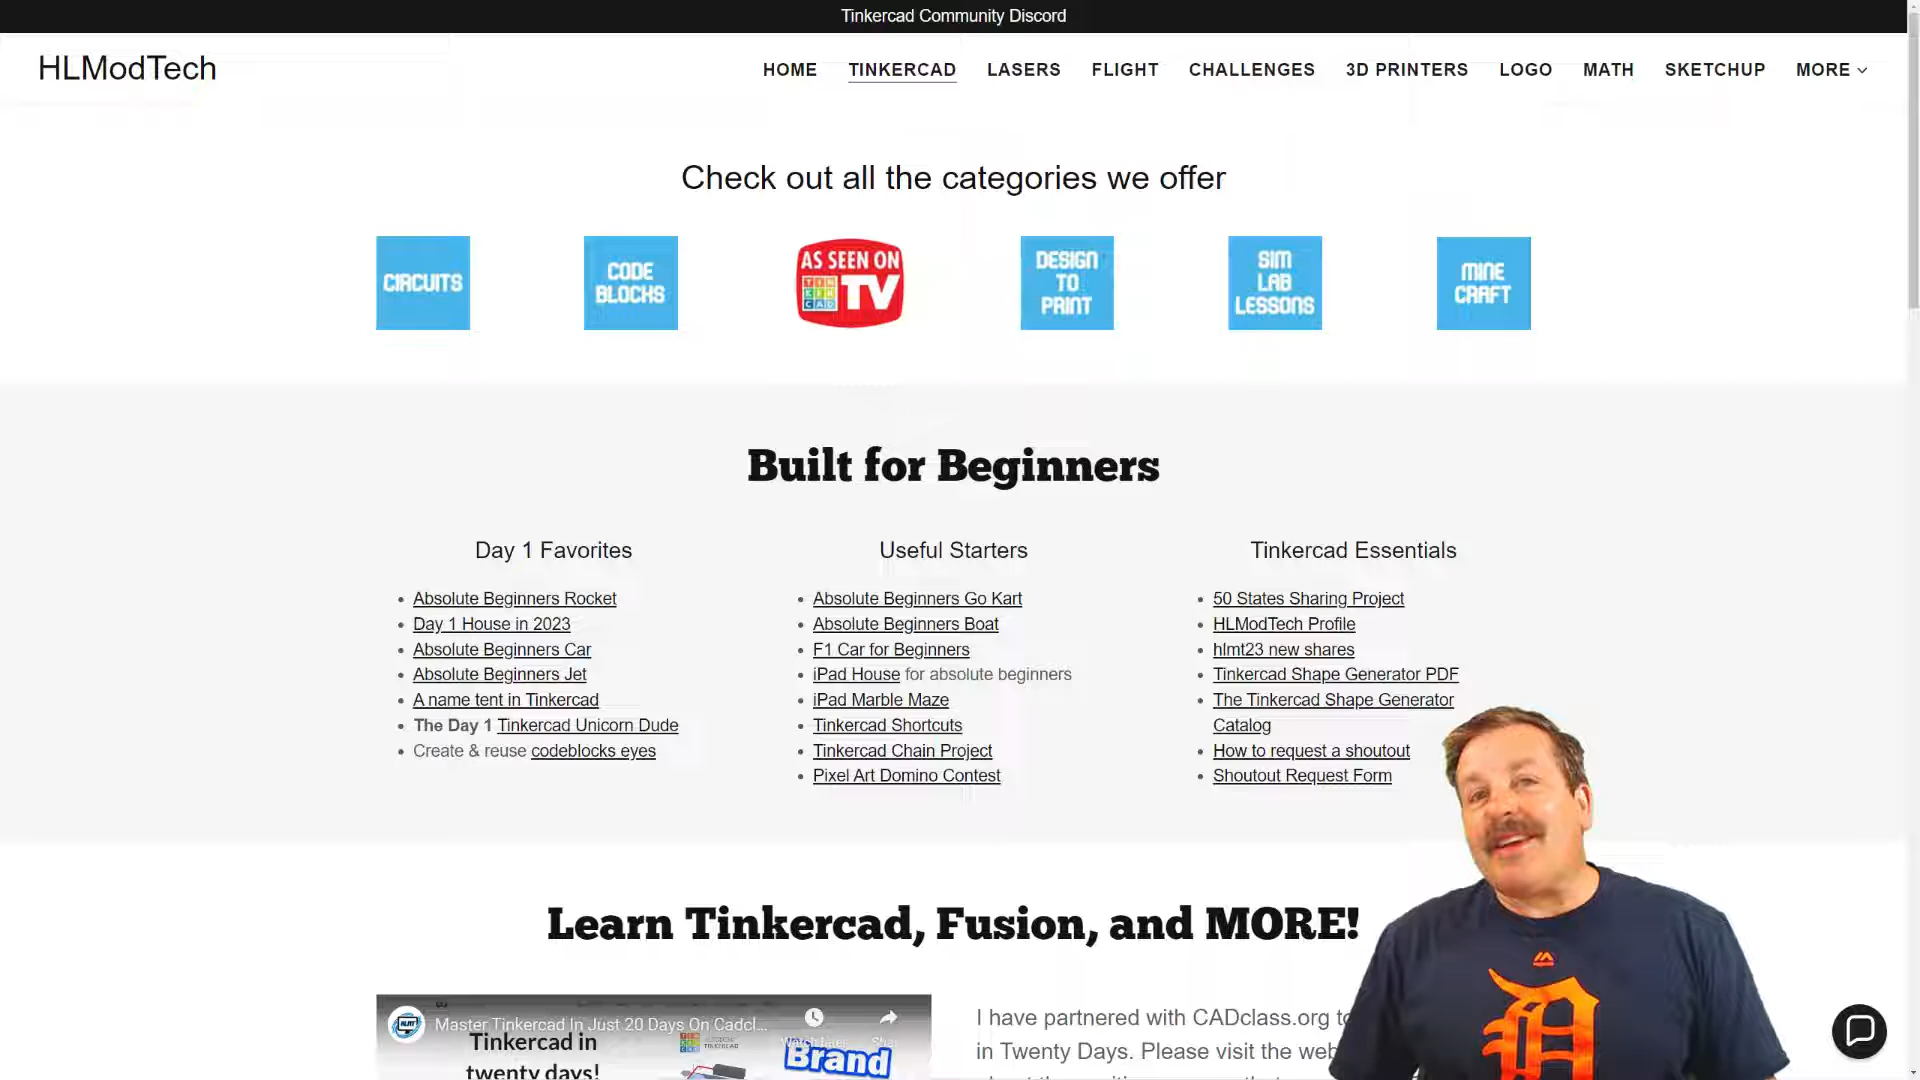 Tinkercad Community Discord
HLModTech
HOME TINKERCAD LASERS FLIGHT CHALLENGES 3D PRINTERS LOGO MATH SKETCHUP MORE
Check out all the categories we offer
CIRCUITS
CODE
BLOCKS
AS SEEN ON
TIN
KER
CAD
TV
DESIGN
TO
PRINT
SIM
LAB
LESSONS
MINE
CRAFT
Built for Beginners
Day 1 Favorites
Absolute Beginners Rocket
Day 1 House in 2023
Absolute Beginners Car
Absolute Beginners Jet
A name tent in Tinkercad
The Day 1 Tinkercad Unicorn Dude
Create & reuse codeblocks eyes
Useful Starters
Absolute Beginners Go Kart
Absolute Beginners Boat
F1 Car for Beginners
iPad House for absolute beginners
iPad Marble Maze
Tinkercad Shortcuts
Tinkercad Chain Project
Pixel Art Domino Contest
Tinkercad Essentials
50 States Sharing Project
HLModTech Profile
hlmt23 new shares
Tinkercad Shape Generator PDF
The Tinkercad Shape Generator
Catalog
How to request a shoutout
Shoutout Request Form
Learn Tinkercad, Fusion, and MORE!
Master Tinkercad In Just 20 Days On Cadcl...
Tinkercad in
twenty days!
Brand
I have partnered with CADclass.org to
in Twenty Days. Please visit the web